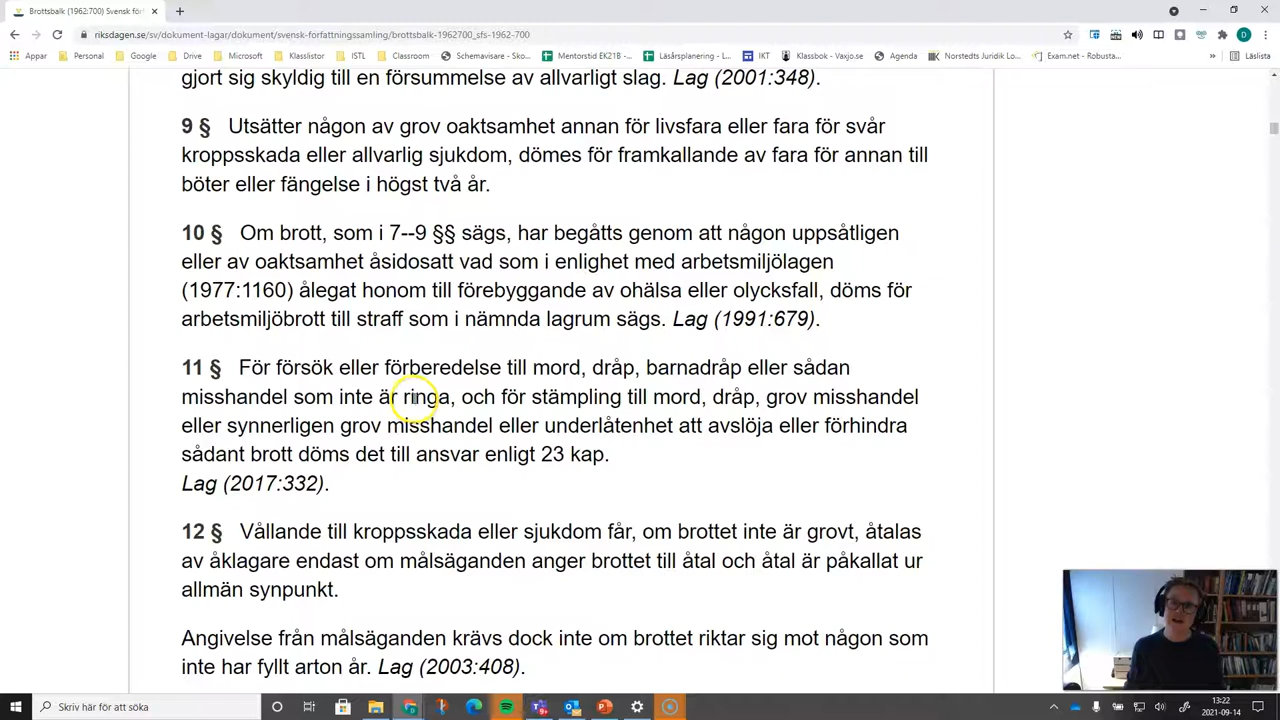 Brottsbalk (1962:700) Svensk förf
riksdagen.se/sv/dokument-lagar/dokument/svensk-forfattningssamling/brottsbalk-1962700_sfs-1962-700
Appar Personal Google Drive Microsoft Klasslistor ISTL Classroom Schemavisare - Sko... Mentorstid EK21B -... Läsårsplanering - L... IKT Klassbok - Vaxjo.se Agenda Norstedts Juridik Lo... Exam.net - Robusta... » Läslista
gjort sig skyldig till en försummelse av allvarligt slag. Lag (2001:348).
9 § Utsätter någon av grov oaktsamhet annan för livsfara eller fara för svår
kroppsskada eller allvarlig sjukdom, dömes för framkallande av fara för annan till
böter eller fängelse i högst två år.
10 § Om brott, som i 7--9 §§ sägs, har begåtts genom att någon uppsåtligen
eller av oaktsamhet åsidosatt vad som i enlighet med arbetsmiljölagen
(1977:1160) ålegat honom till förebyggande av ohälsa eller olycksfall, döms för
arbetsmiljöbrott till straff som i nämnda lagrum sägs. Lag (1991:679).
11 § För försök eller förberedelse till mord, dråp, barnadråp eller sådan
misshandel som inte är ringa, och för stämpling till mord, dråp, grov misshandel
eller synnerligen grov misshandel eller underlåtenhet att avslöja eller förhindra
sådant brott döms det till ansvar enligt 23 kap.
Lag (2017:332).
12 § Vållande till kroppsskada eller sjukdom får, om brottet inte är grovt, åtalas
av åklagare endast om målsäganden anger brottet till åtal och åtal är påkallat ur
allmän synpunkt.
Angivelse från målsäganden krävs dock inte om brottet riktar sig mot någon som
inte har fyllt arton år. Lag (2003:408).
Skriv här för att söka
13:22
2021-09-14